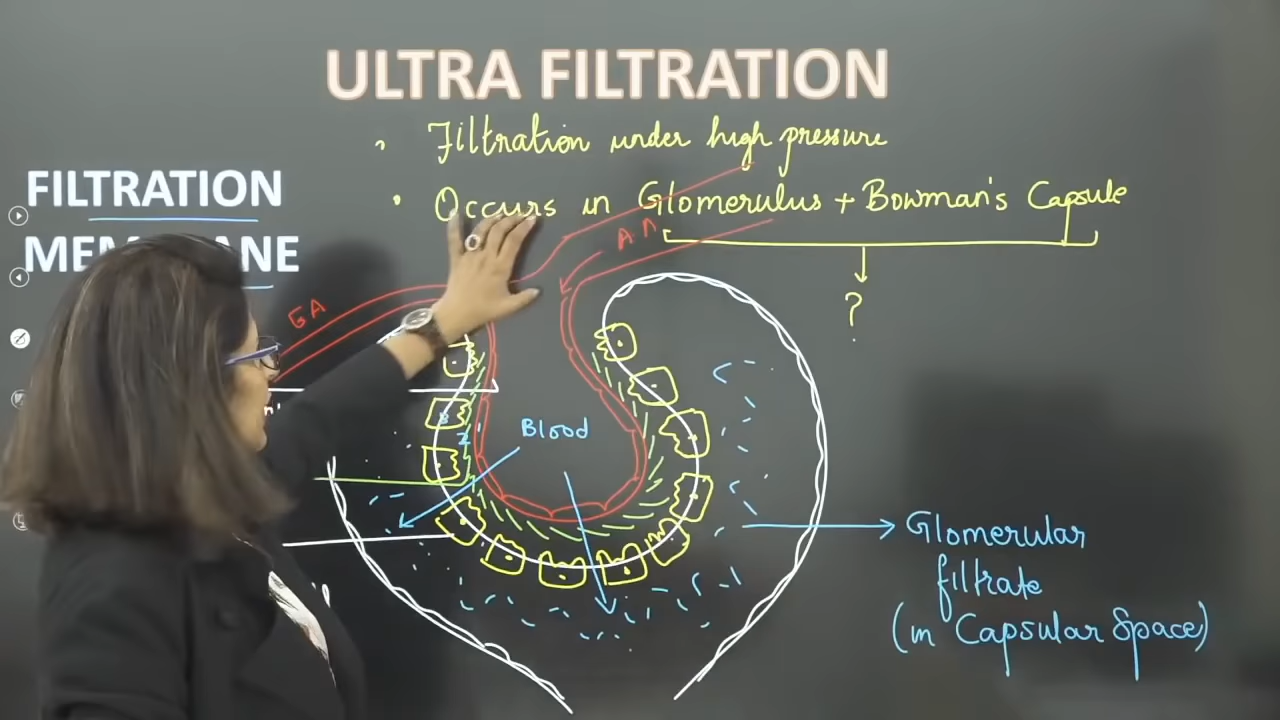 ULTRA FILTRATION
Filtration under high pressure
Occurs in Glomerulus + Bowman's Capsule
?
FILTRATION
GA
Blood
Glomerular
filtrate
(in Capsular Space)